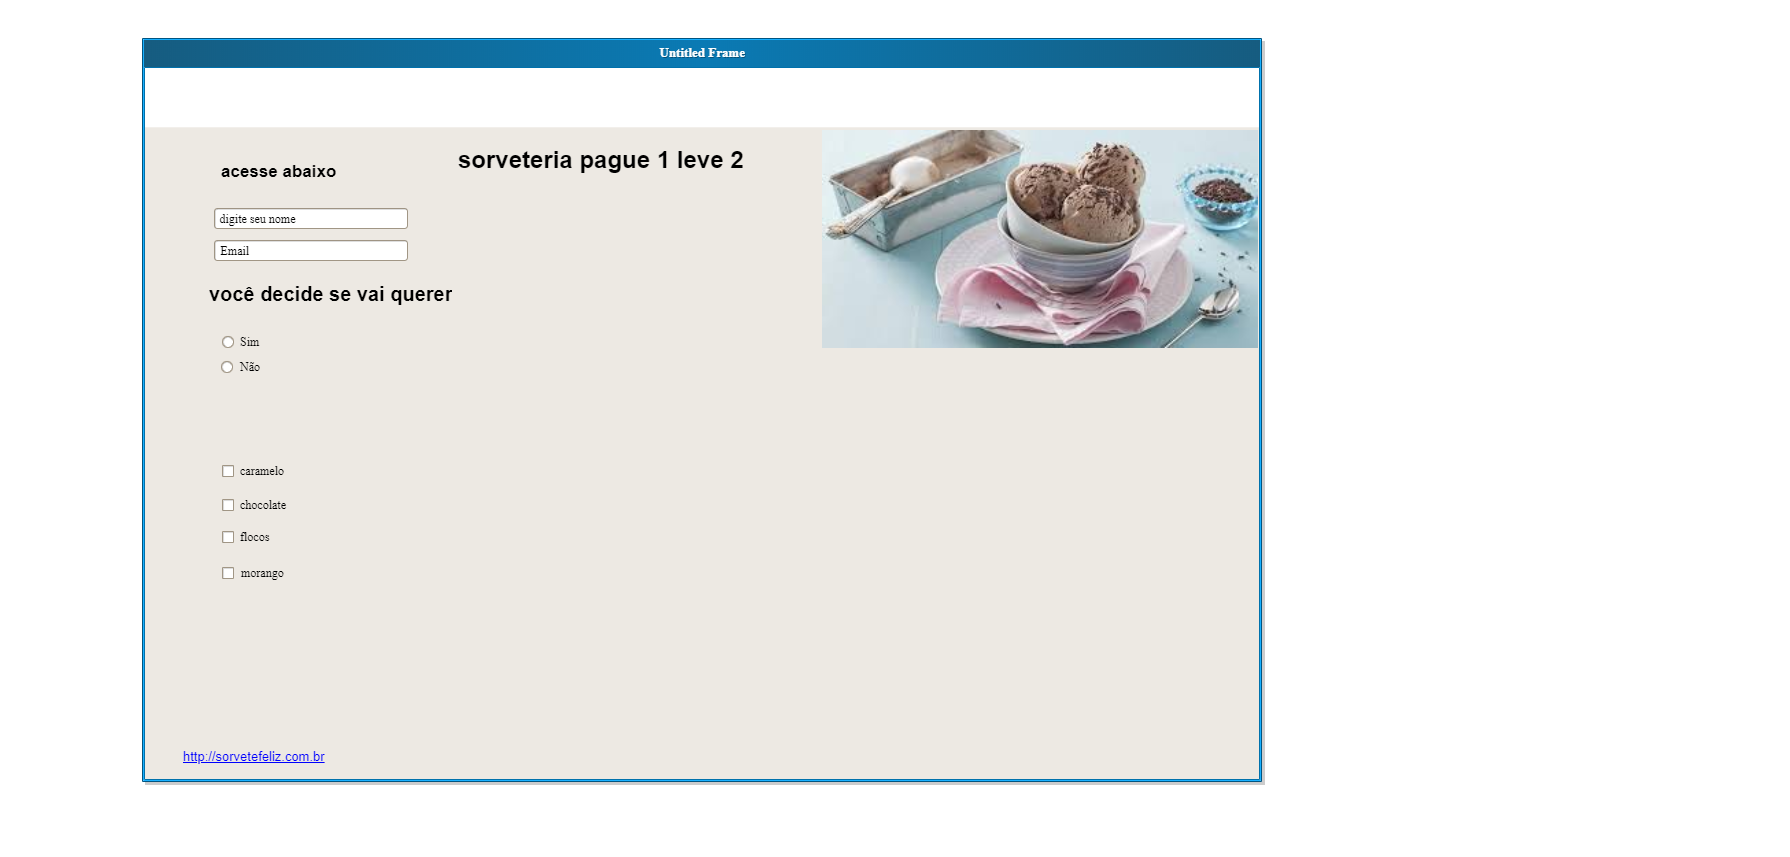 Untitled Frame
sorveteria pague 1 leve 2
acesse abaixo
digite seu nome
Email
você decide se vai querer
Sim
Não
caramelo
chocolate
flocos
morango
http://sorvetefeliz.com.br